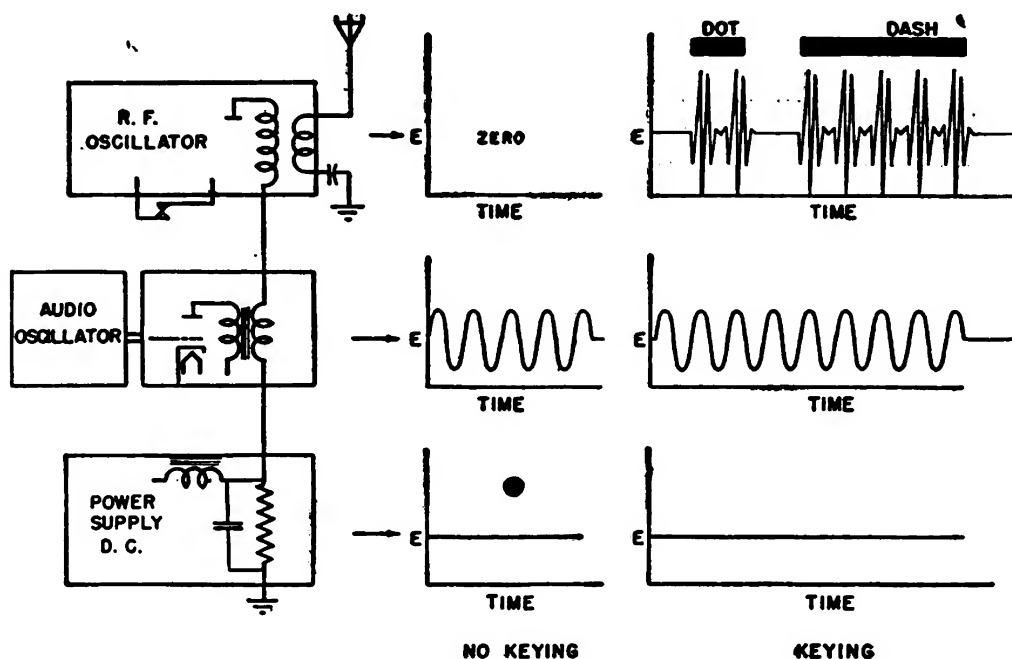 DOT DASH
R. F.
OSCILLATOR
E
ZERO
TIME
E
TIME
AUDIO
OSCILLATOR
E
TIME
E
TIME
POWER
SUPPLY
D. C.
E
TIME
E
TIME
NO KEYING KEYING